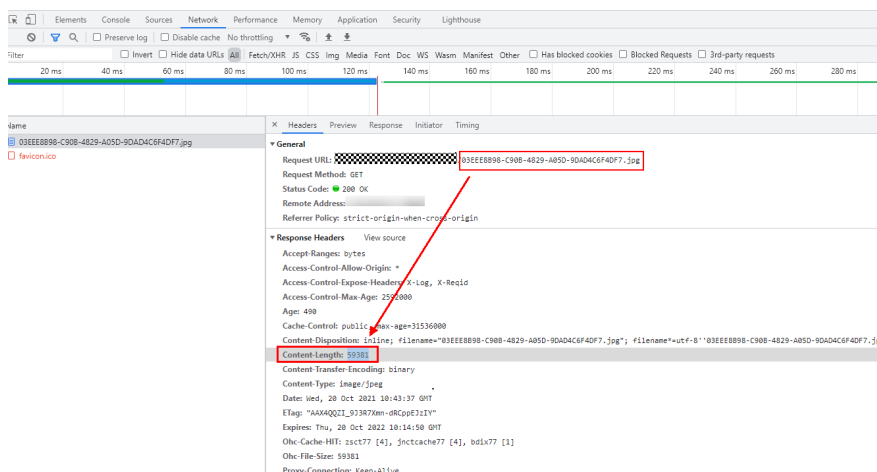 Elements Console Sources Network Performance Memory Application Security Lighthouse
Preserve log Disable cache No throttling
Filter Invert Hide data URLs All Fetch/XHR JS CSS Img Media Font Doc WS Wasm Manifest Other Has blocked cookies Blocked Requests 3rd-party requests
20 ms 40 ms 60 ms 80 ms 100 ms 120 ms 140 ms 160 ms 180 ms 200 ms 220 ms 240 ms 260 ms 280 ms
Name
03EEE8B98-C90B-4829-A05D-9DAD4C6F4DF7.jpg
favicon.ico
× Headers Preview Response Initiator Timing
General
Request URL: 03EEE8B98-C90B-4829-A05D-9DAD4C6F4DF7.jpg
Request Method: GET
Status Code: 200 OK
Remote Address:
Referrer Policy: strict-origin-when-cross-origin
Response Headers View source
Accept-Ranges: bytes
Access-Control-Allow-Origin: *
Access-Control-Expose-Headers: X-Log, X-Reqid
Access-Control-Max-Age: 2592000
Age: 490
Cache-Control: public, max-age=31536000
Content-Disposition: inline; filename="03EEE8B98-C90B-4829-A05D-9DAD4C6F4DF7.jpg"; filename*=utf-8''03EEE8B98-C90B-4829-A05D-9DAD4C6F4DF7.j
Content-Length: 59381
Content-Transfer-Encoding: binary
Content-Type: image/jpeg
Date: Wed, 20 Oct 2021 10:43:37 GMT
ETag: "AAX4QQZI_9J3R7Xmn-dRCppEJzIY"
Expires: Thu, 20 Oct 2022 10:14:50 GMT
Ohc-Cache-HIT: zsct77 [4], jnctcache77 [4], bdix77 [1]
Ohc-File-Size: 59381
Proxy-Connection: Keep-Alive